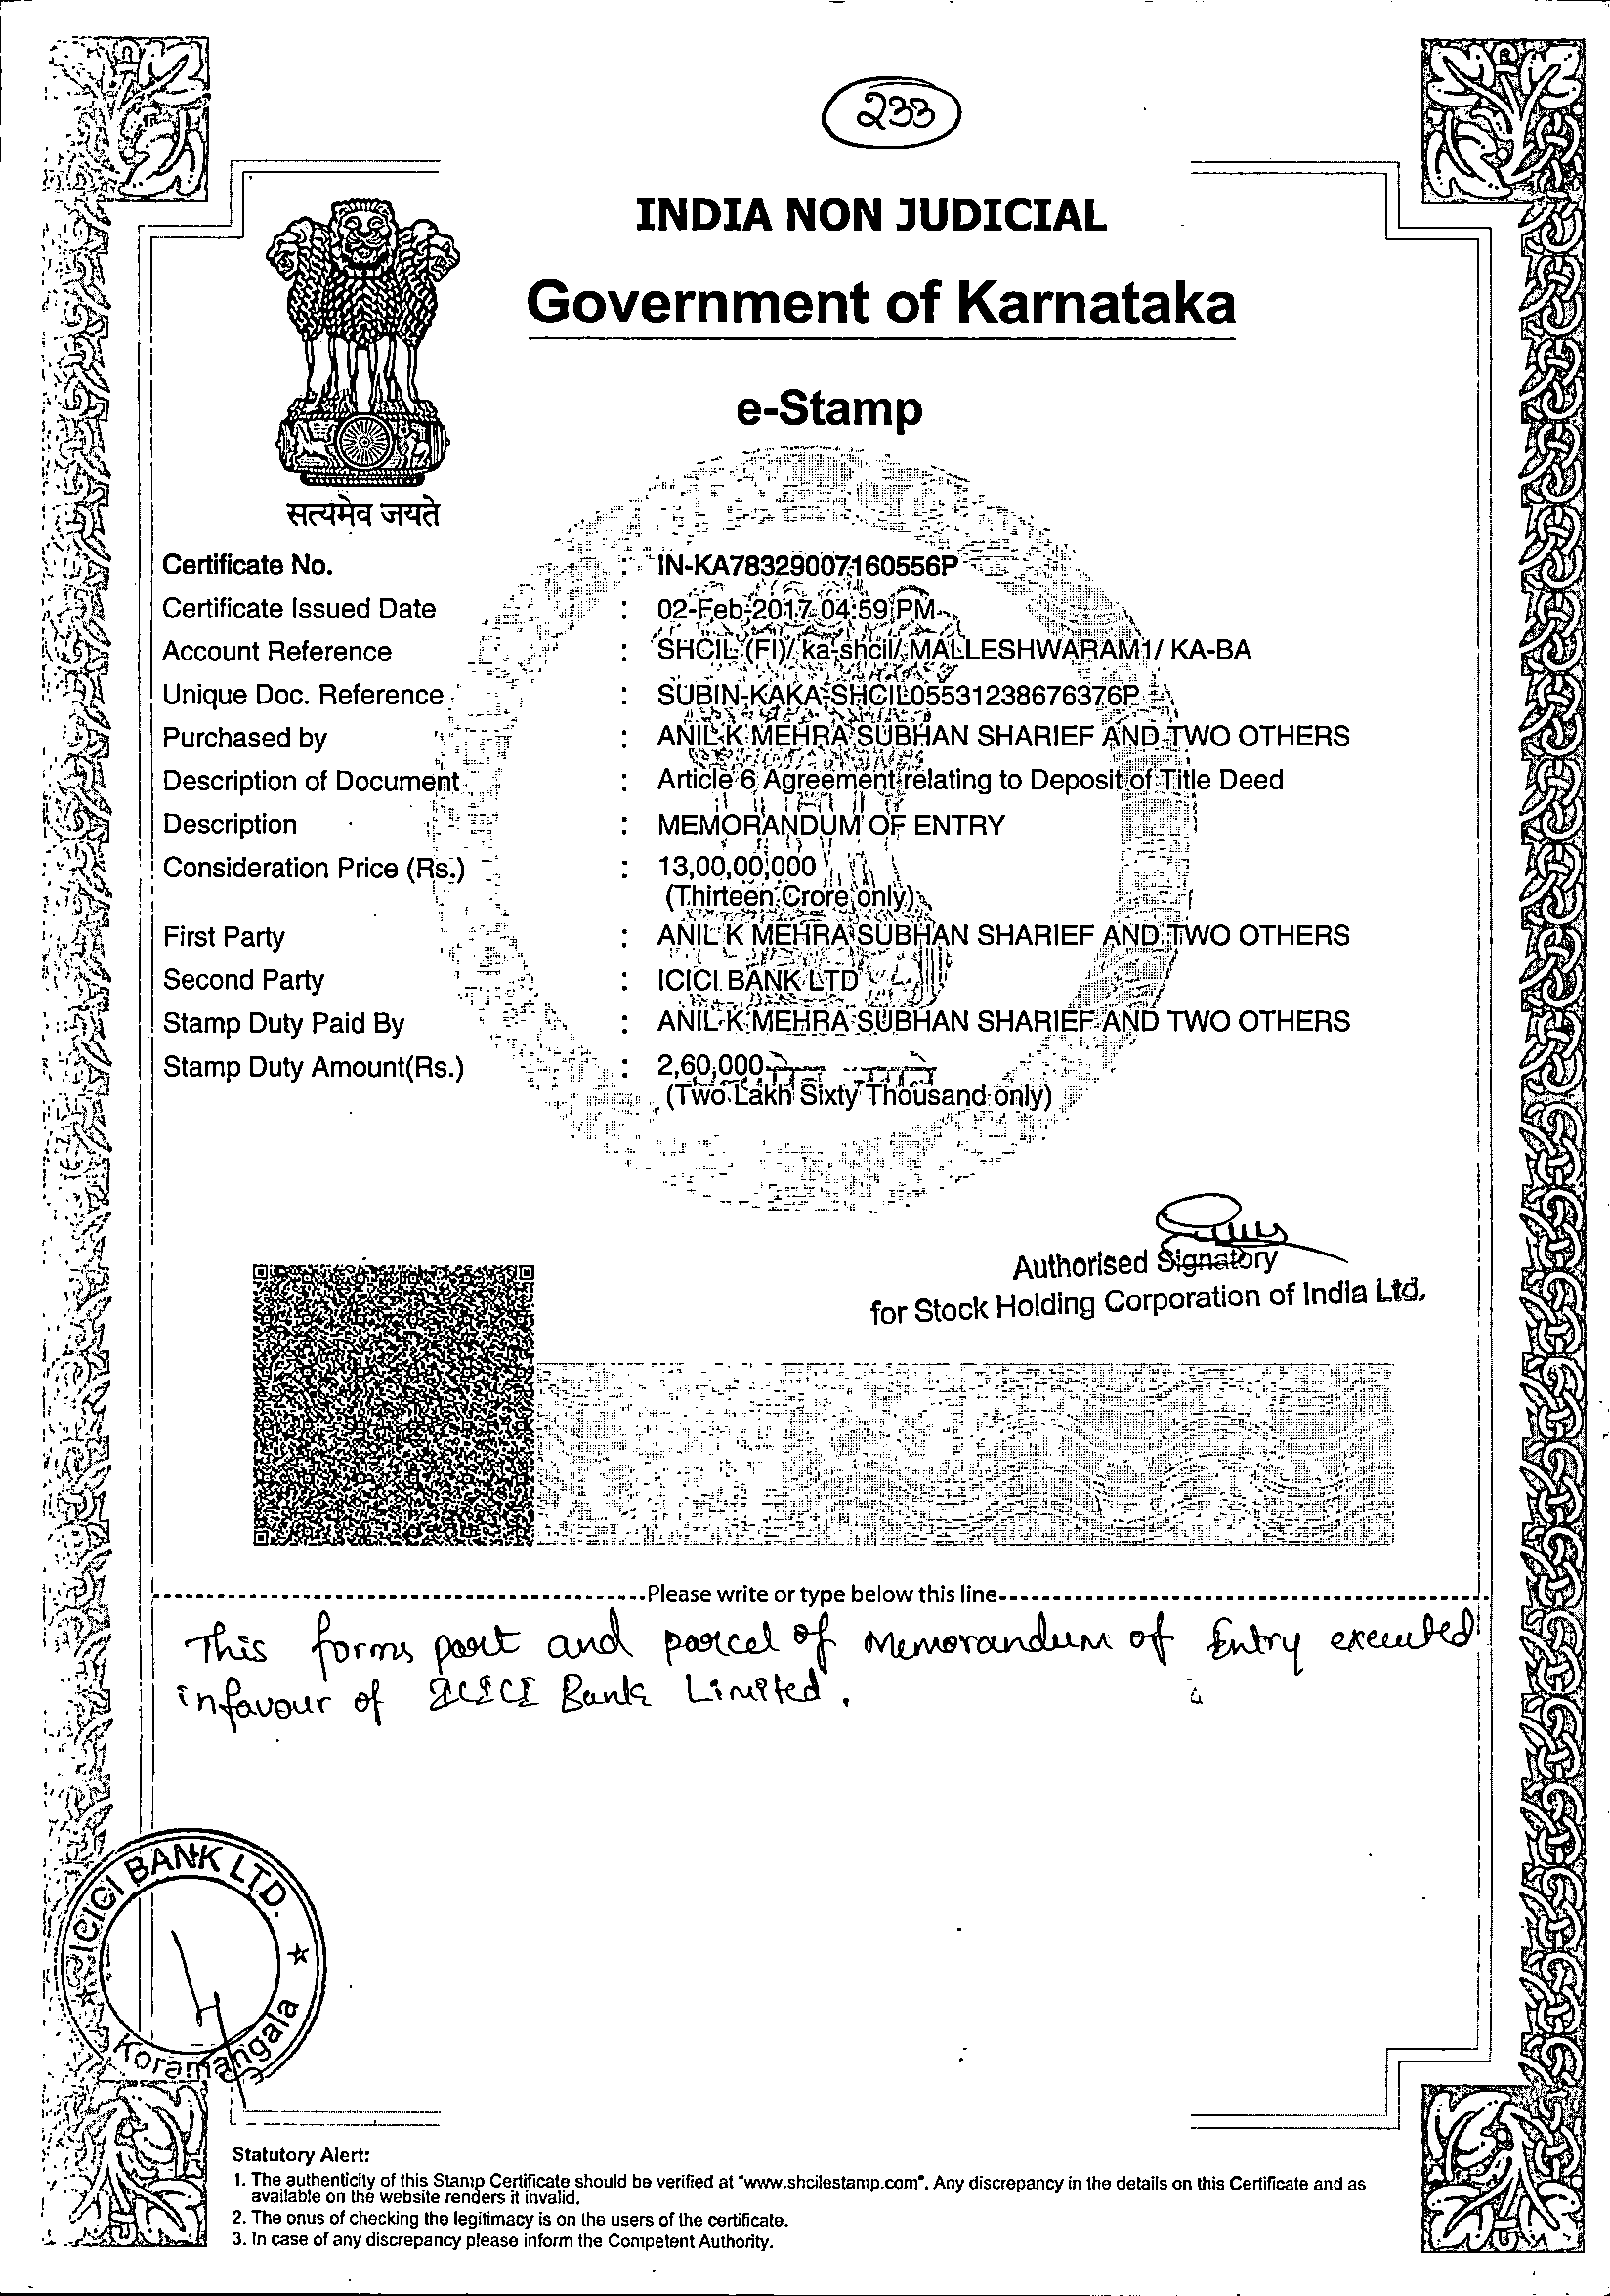 233
INDIA NON JUDICIAL
Government of Karnataka
e-Stamp
सत्यमेव जयते
Certificate No. : IN-KA78329007160556P
Certificate Issued Date : 02-Feb-2017 04:59 PM
Account Reference : SHCIL (FI)/ ka-shcil/ MALLESHWARAM1/ KA-BA
Unique Doc. Reference : SUBIN-KAKA-SHCIL05531238676376P
Purchased by : ANIL K MEHRA SUBHAN SHARIEF AND TWO OTHERS
Description of Document : Article 6 Agreement relating to Deposit of Title Deed
Description : MEMORANDUM OF ENTRY
Consideration Price (Rs.) : 13,00,00,000
(Thirteen Crore only)
First Party : ANIL K MEHRA SUBHAN SHARIEF AND TWO OTHERS
Second Party : ICICI BANK LTD
Stamp Duty Paid By : ANIL K MEHRA SUBHAN SHARIEF AND TWO OTHERS
Stamp Duty Amount(Rs.) : 2,60,000
(Two Lakh Sixty Thousand only)
Authorised Signatory
for Stock Holding Corporation of India Ltd.
Please write or type below this line
This forms part and parcel of Memorandum of Entry executed
infavour of ICICI Bank Limited.
ICICI BANK LTD.
Koramangala
Statutory Alert:
1. The authenticity of this Stamp Certificate should be verified at "www.shcilestamp.com". Any discrepancy in the details on this Certificate and as
available on the website renders it invalid.
2. The onus of checking the legitimacy is on the users of the certificate.
3. In case of any discrepancy please inform the Competent Authority.